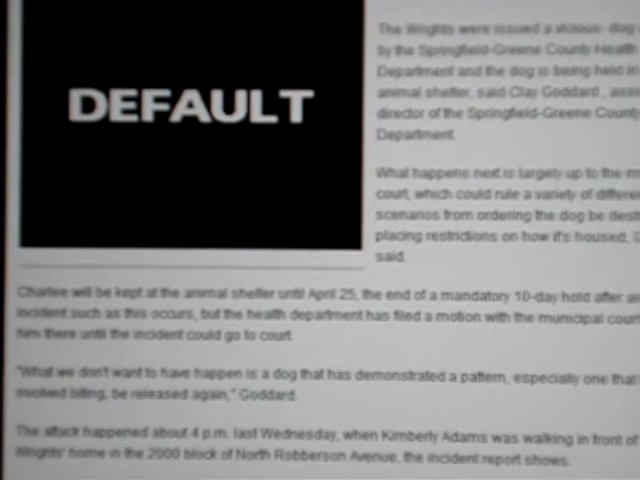 DEFAULT
The Wrights were issued a vicious- dog
by the Springfield-Greene County Health
Department and the dog is being held in
animal shelter, said Clay Goddard , assi
director of the Springfield-Greene County
Department.
What happens next is largely up to the m
court, which could rule a variety of differe
scenarios from ordering the dog be dest
placing restrictions on how it's housed,
said.
Charlee will be kept at the animal shelter until April 25, the end of a mandatory 10-day hold after a
incident such as this occurs, but the health department has filed a motion with the municipal cour
him there until the incident could go to court.
"What we don't want to have happen is a dog that has demonstrated a pattern, especially one that
involved biting, be released again," Goddard.
The attack happened about 4 p.m. last Wednesday, when Kimberly Adams was walking in front of
Wrights' home in the 2000 block of North Robberson Avenue, the incident report shows.